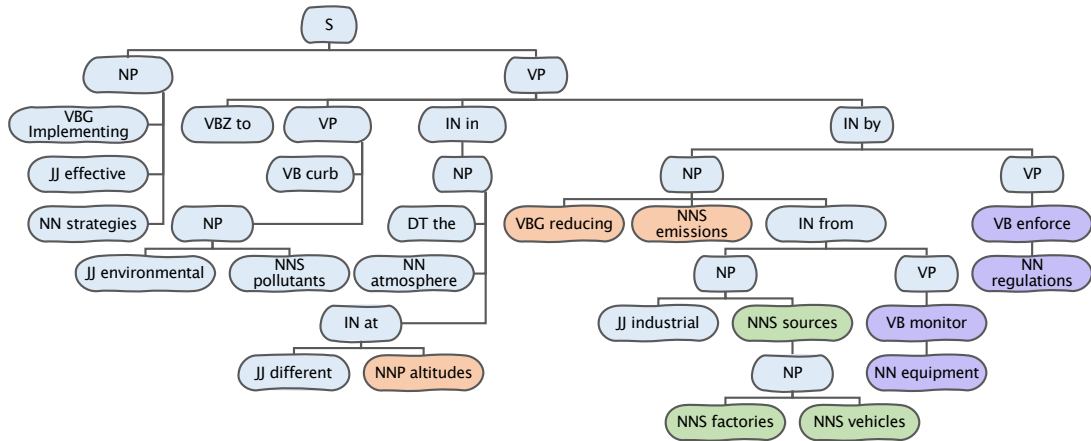 S
NP
VP
VBG
Implementing
VBZ to
VP
IN in
IN by
JJ effective
VB curb
NP
NP
VP
NN strategies
NP
DT the
VBG reducing
NNS
emissions
IN from
VB enforce
JJ environmental
NNS
pollutants
NN
atmosphere
NP
VP
NN
regulations
IN at
JJ industrial
NNS sources
VB monitor
JJ different
NNP altitudes
NP
NN equipment
NNS factories
NNS vehicles